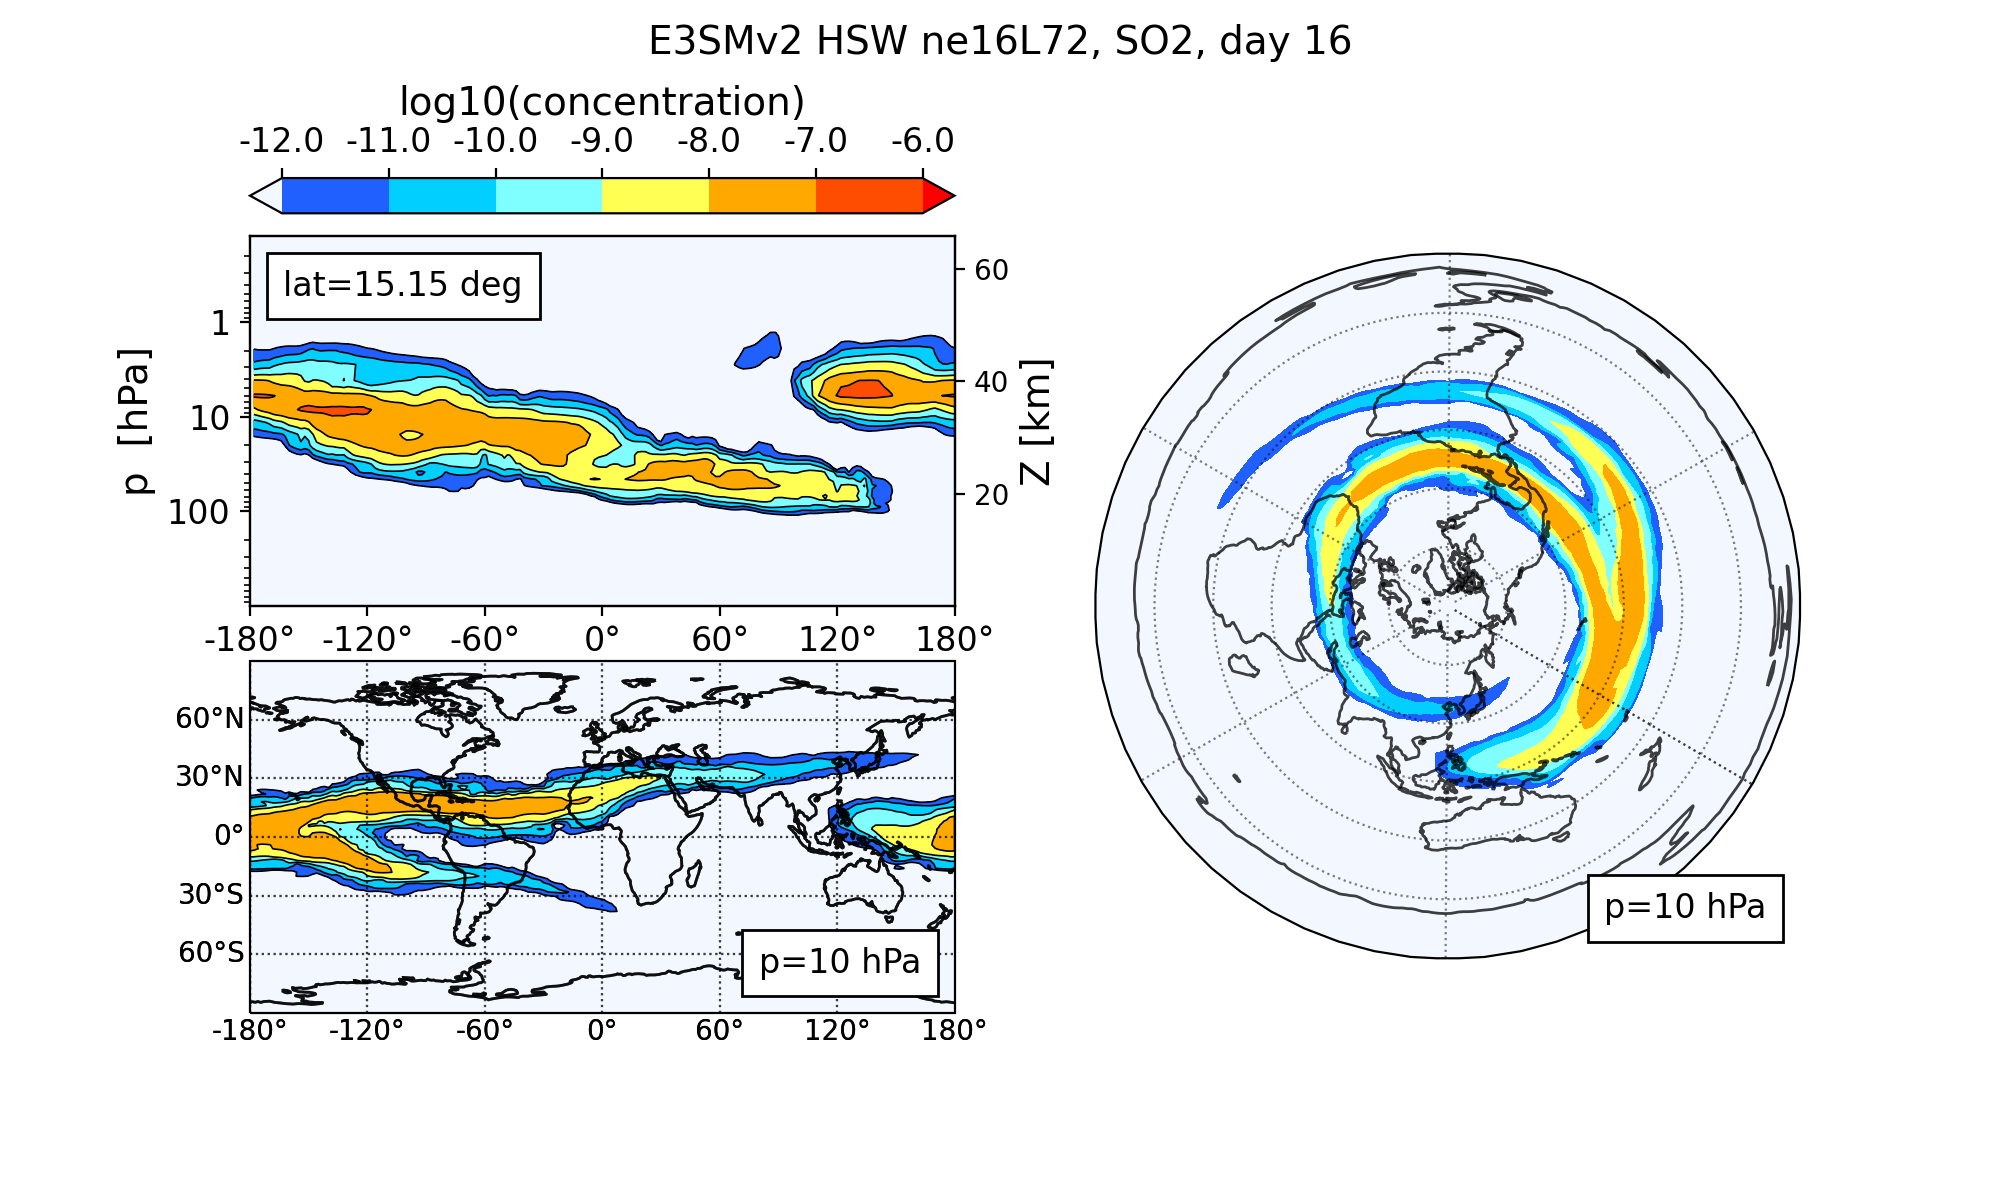 E3SMv2 HSW ne16L72, SO2, day 16
log10(concentration)
-12.0 -11.0 -10.0 -9.0 -8.0 -7.0 -6.0
lat=15.15 deg
p [hPa]
1
10
100
Z [km]
60
40
20
-180° -120° -60° 0° 60° 120° 180°
60°N
30°N
0°
30°S
60°S
p=10 hPa
-180° -120° -60° 0° 60° 120° 180°
p=10 hPa